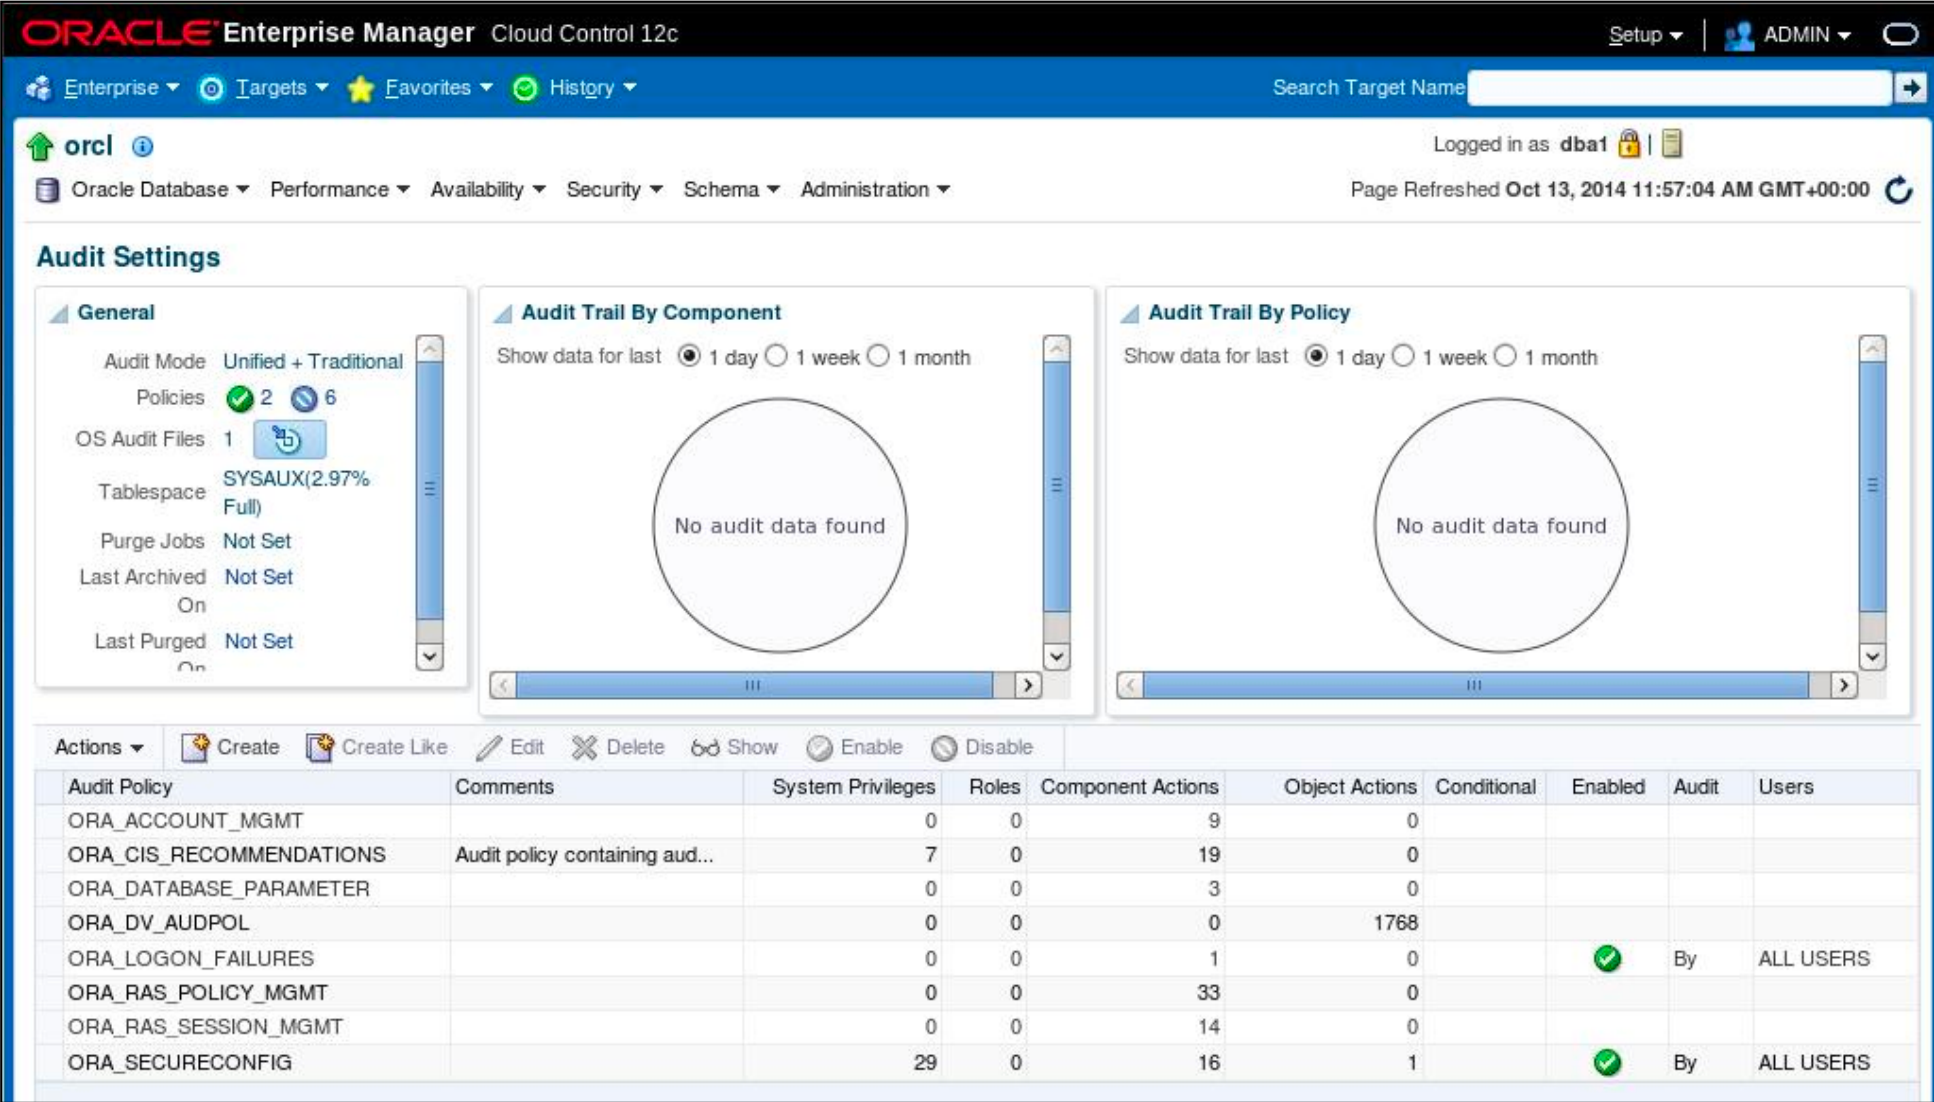 ORACLE Enterprise Manager Cloud Control 12c
Setup ADMIN
Enterprise Targets Favorites History Search Target Name
orcl Logged in as dba1
Oracle Database Performance Availability Security Schema Administration Page Refreshed Oct 13, 2014 11:57:04 AM GMT+00:00
Audit Settings
General
Audit Mode Unified + Traditional
Policies 2 6
OS Audit Files 1
Tablespace SYSAUX(2.97% Full)
Purge Jobs Not Set
Last Archived On Not Set
Last Purged On Not Set
Audit Trail By Component
Show data for last 1 day 1 week 1 month
No audit data found
Audit Trail By Policy
Show data for last 1 day 1 week 1 month
No audit data found
Actions Create Create Like Edit Delete Show Enable Disable
Audit Policy Comments System Privileges Roles Component Actions Object Actions Conditional Enabled Audit Users
ORA_ACCOUNT_MGMT 0 0 9 0
ORA_CIS_RECOMMENDATIONS Audit policy containing aud... 7 0 19 0
ORA_DATABASE_PARAMETER 0 0 3 0
ORA_DV_AUDPOL 0 0 0 1768
ORA_LOGON_FAILURES 0 0 1 0 By ALL USERS
ORA_RAS_POLICY_MGMT 0 0 33 0
ORA_RAS_SESSION_MGMT 0 0 14 0
ORA_SECURECONFIG 29 0 16 1 By ALL USERS